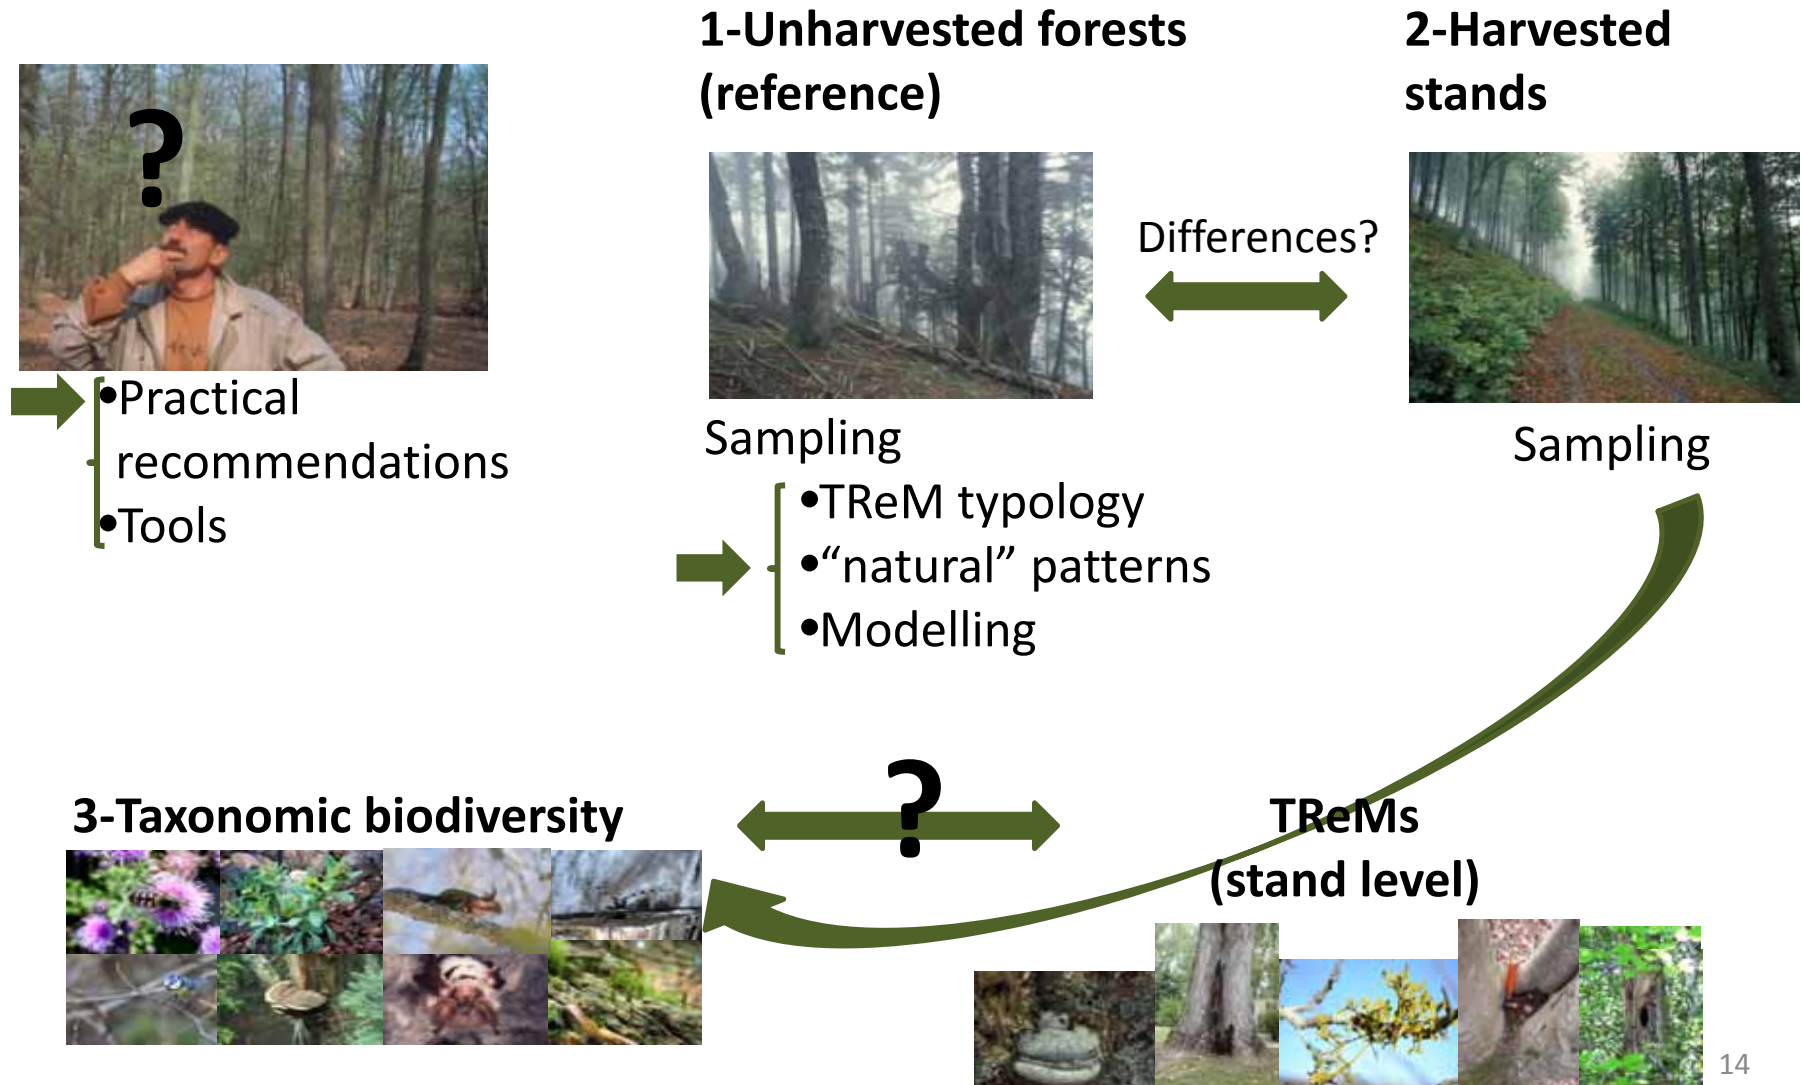 ?
•Practical
recommendations
•Tools
1-Unharvested forests
(reference)
Differences?
2-Harvested
stands
Sampling
•TReM typology
•“natural” patterns
•Modelling
Sampling
3-Taxonomic biodiversity
?
TReMs
(stand level)
14